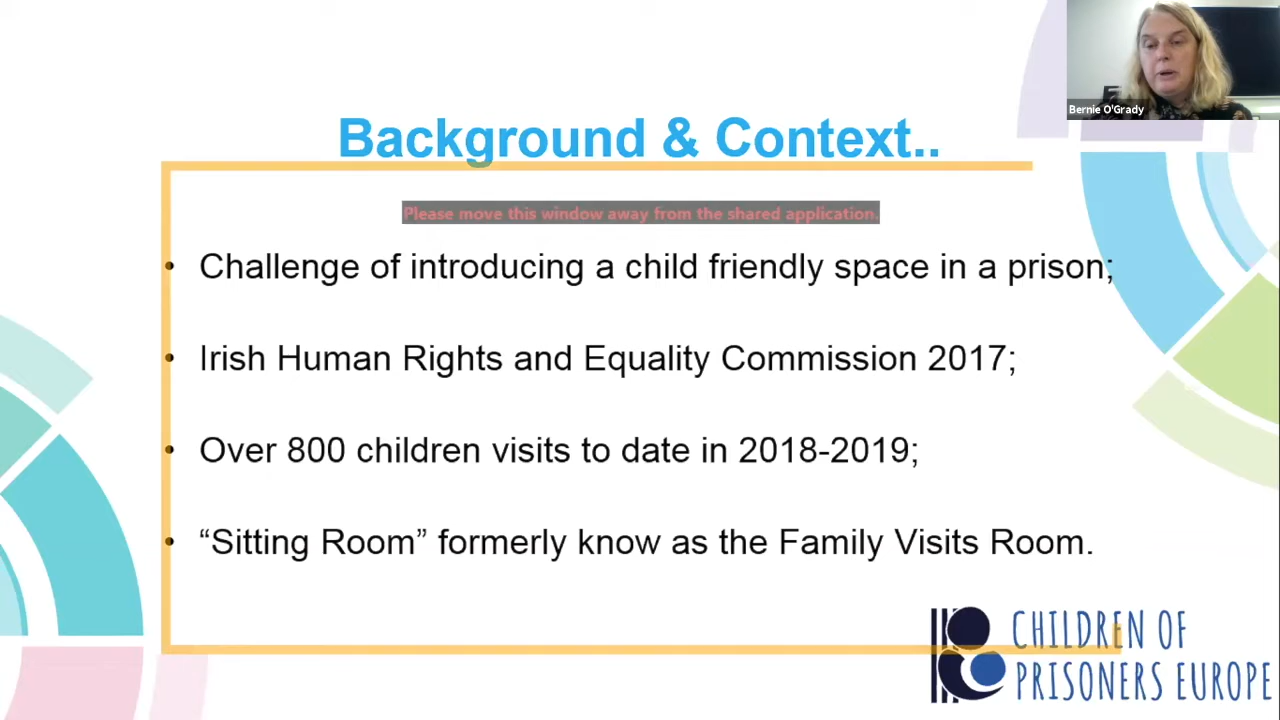 Bernie O'Grady
Background & Context..
Please move this window away from the shared application.
• Challenge of introducing a child friendly space in a prison;
• Irish Human Rights and Equality Commission 2017;
• Over 800 children visits to date in 2018-2019;
• “Sitting Room” formerly know as the Family Visits Room.
CHILDREN OF
PRISONERS EUROPE